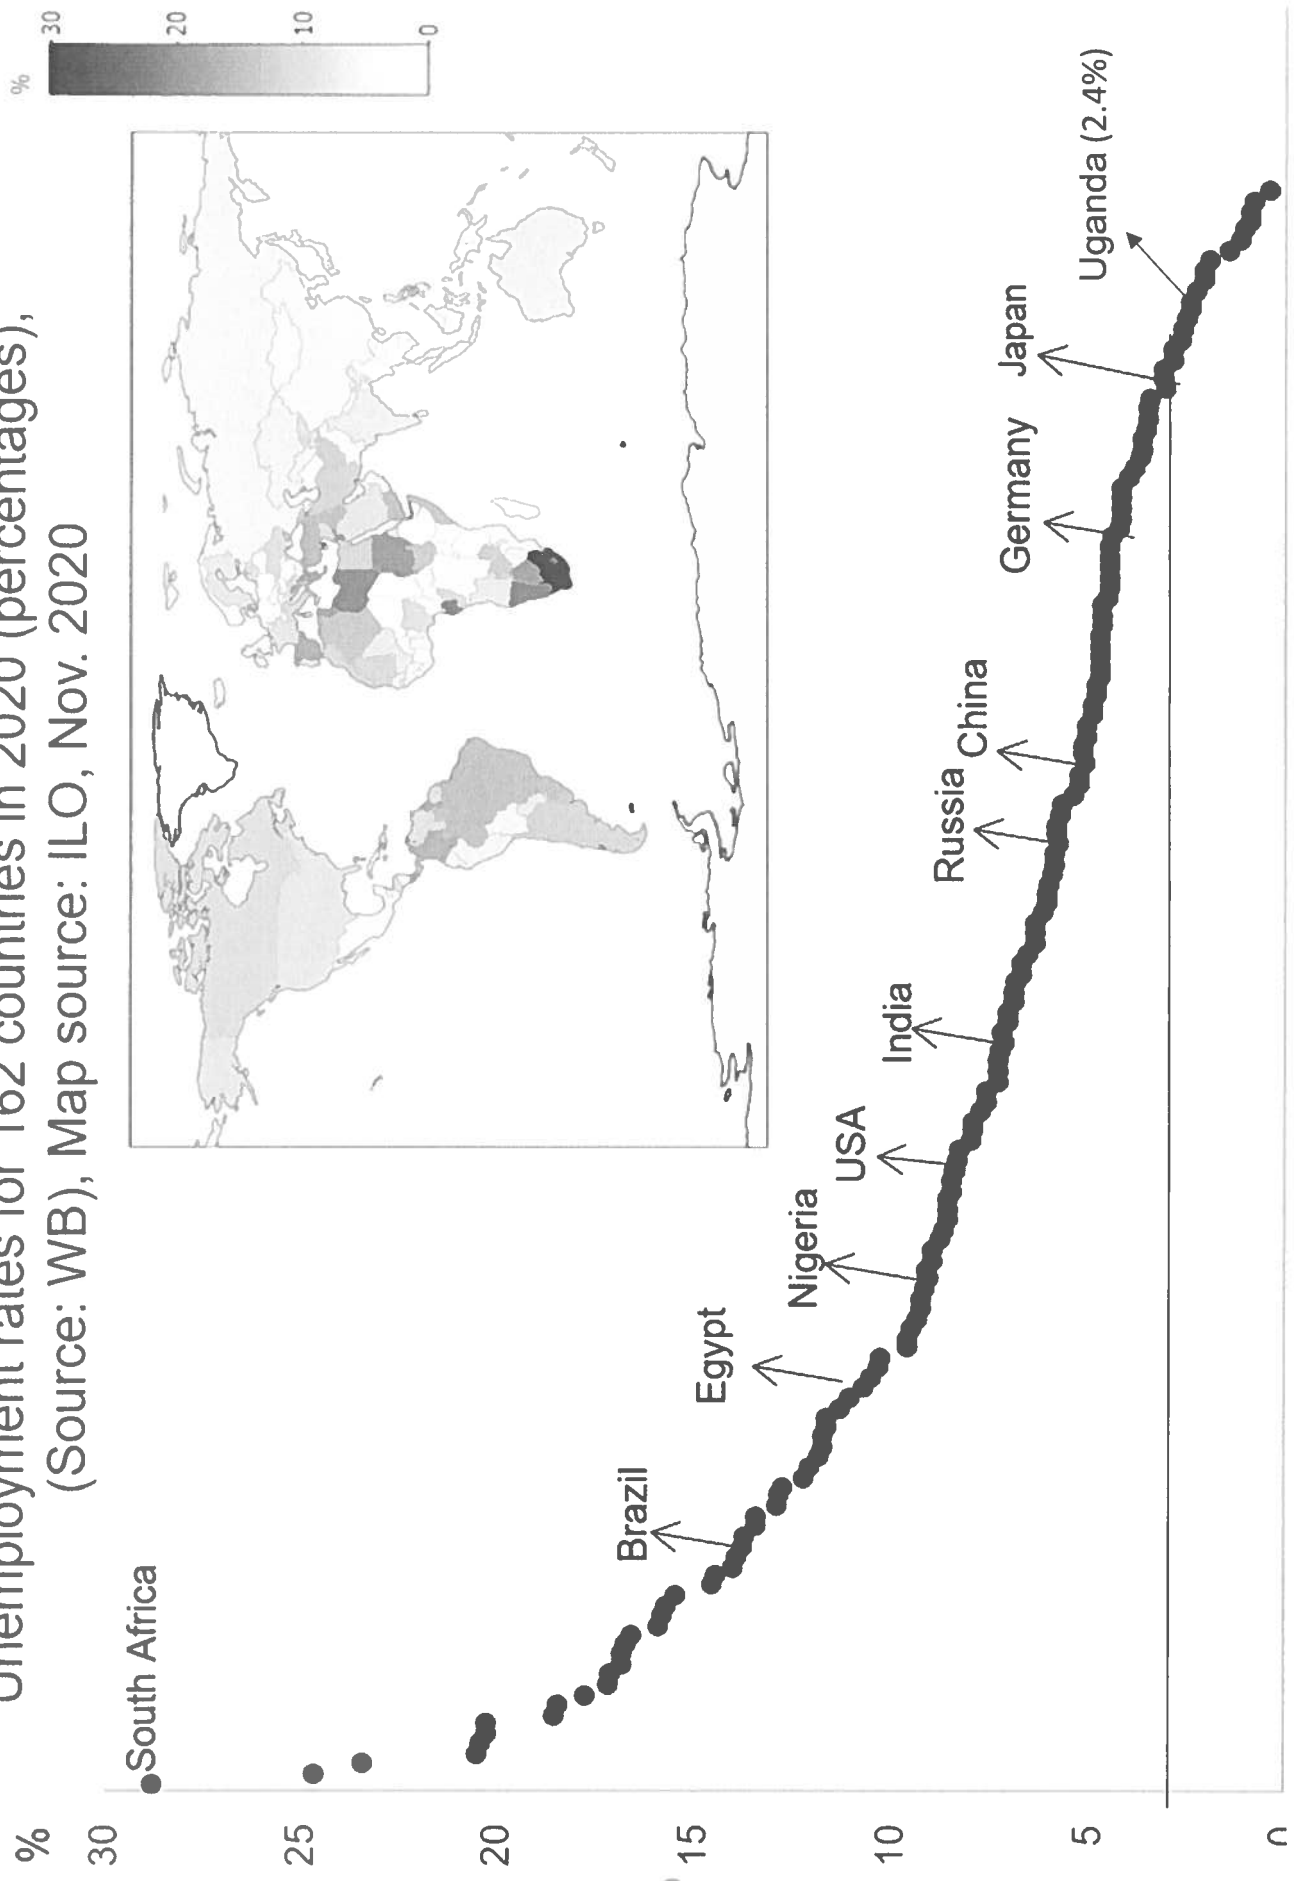 Unemployment rates for 162 countries in 2020 (percentages),
(Source: WB), Map source: ILO, Nov. 2020
%
30
25
20
15
10
5
0
South Africa
Brazil
Egypt
Nigeria
USA
India
Russia
China
Germany
Japan
Uganda (2.4%)
%
30
20
10
0